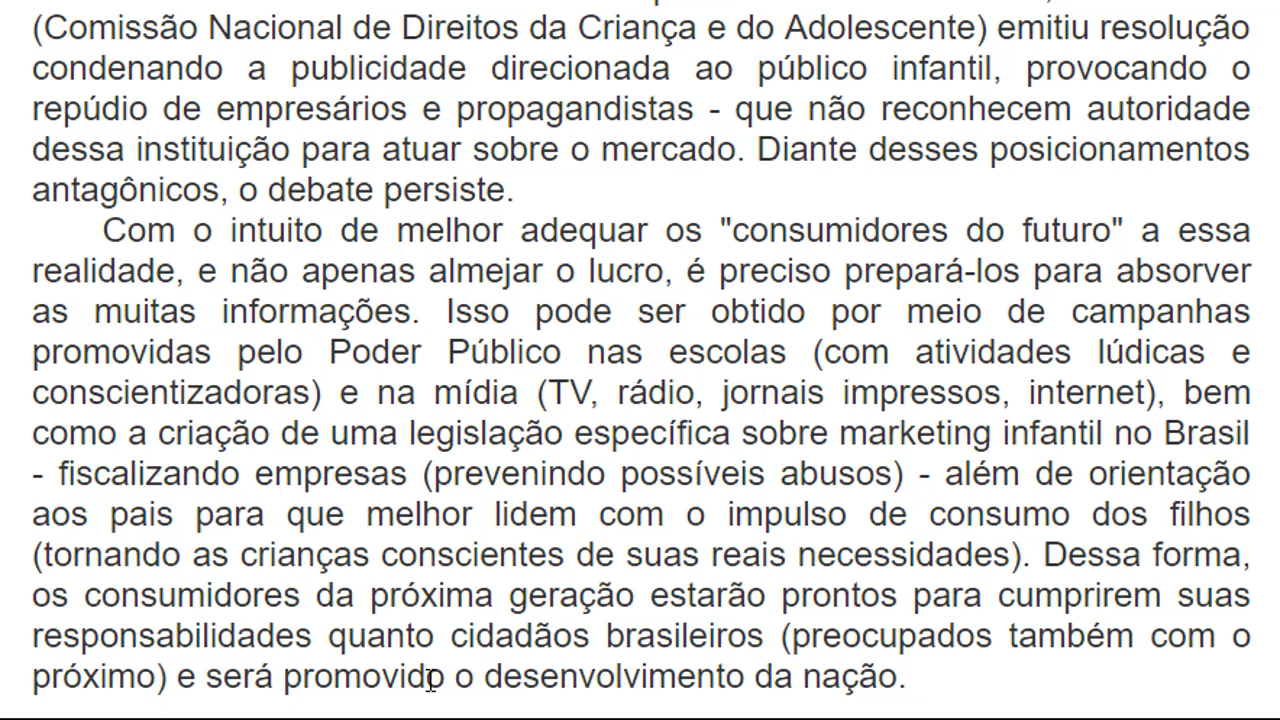 (Comissão Nacional de Direitos da Criança e do Adolescente) emitiu resolução
condenando a publicidade direcionada ao público infantil, provocando o
repúdio de empresários e propagandistas - que não reconhecem autoridade
dessa instituição para atuar sobre o mercado. Diante desses posicionamentos
antagônicos, o debate persiste.
Com o intuito de melhor adequar os "consumidores do futuro" a essa
realidade, e não apenas almejar o lucro, é preciso prepará-los para absorver
as muitas informações. Isso pode ser obtido por meio de campanhas
promovidas pelo Poder Público nas escolas (com atividades lúdicas e
conscientizadoras) e na mídia (TV, rádio, jornais impressos, internet), bem
como a criação de uma legislação específica sobre marketing infantil no Brasil
- fiscalizando empresas (prevenindo possíveis abusos) - além de orientação
aos pais para que melhor lidem com o impulso de consumo dos filhos
(tornando as crianças conscientes de suas reais necessidades). Dessa forma,
os consumidores da próxima geração estarão prontos para cumprirem suas
responsabilidades quanto cidadãos brasileiros (preocupados também com o
próximo) e será promovido o desenvolvimento da nação.